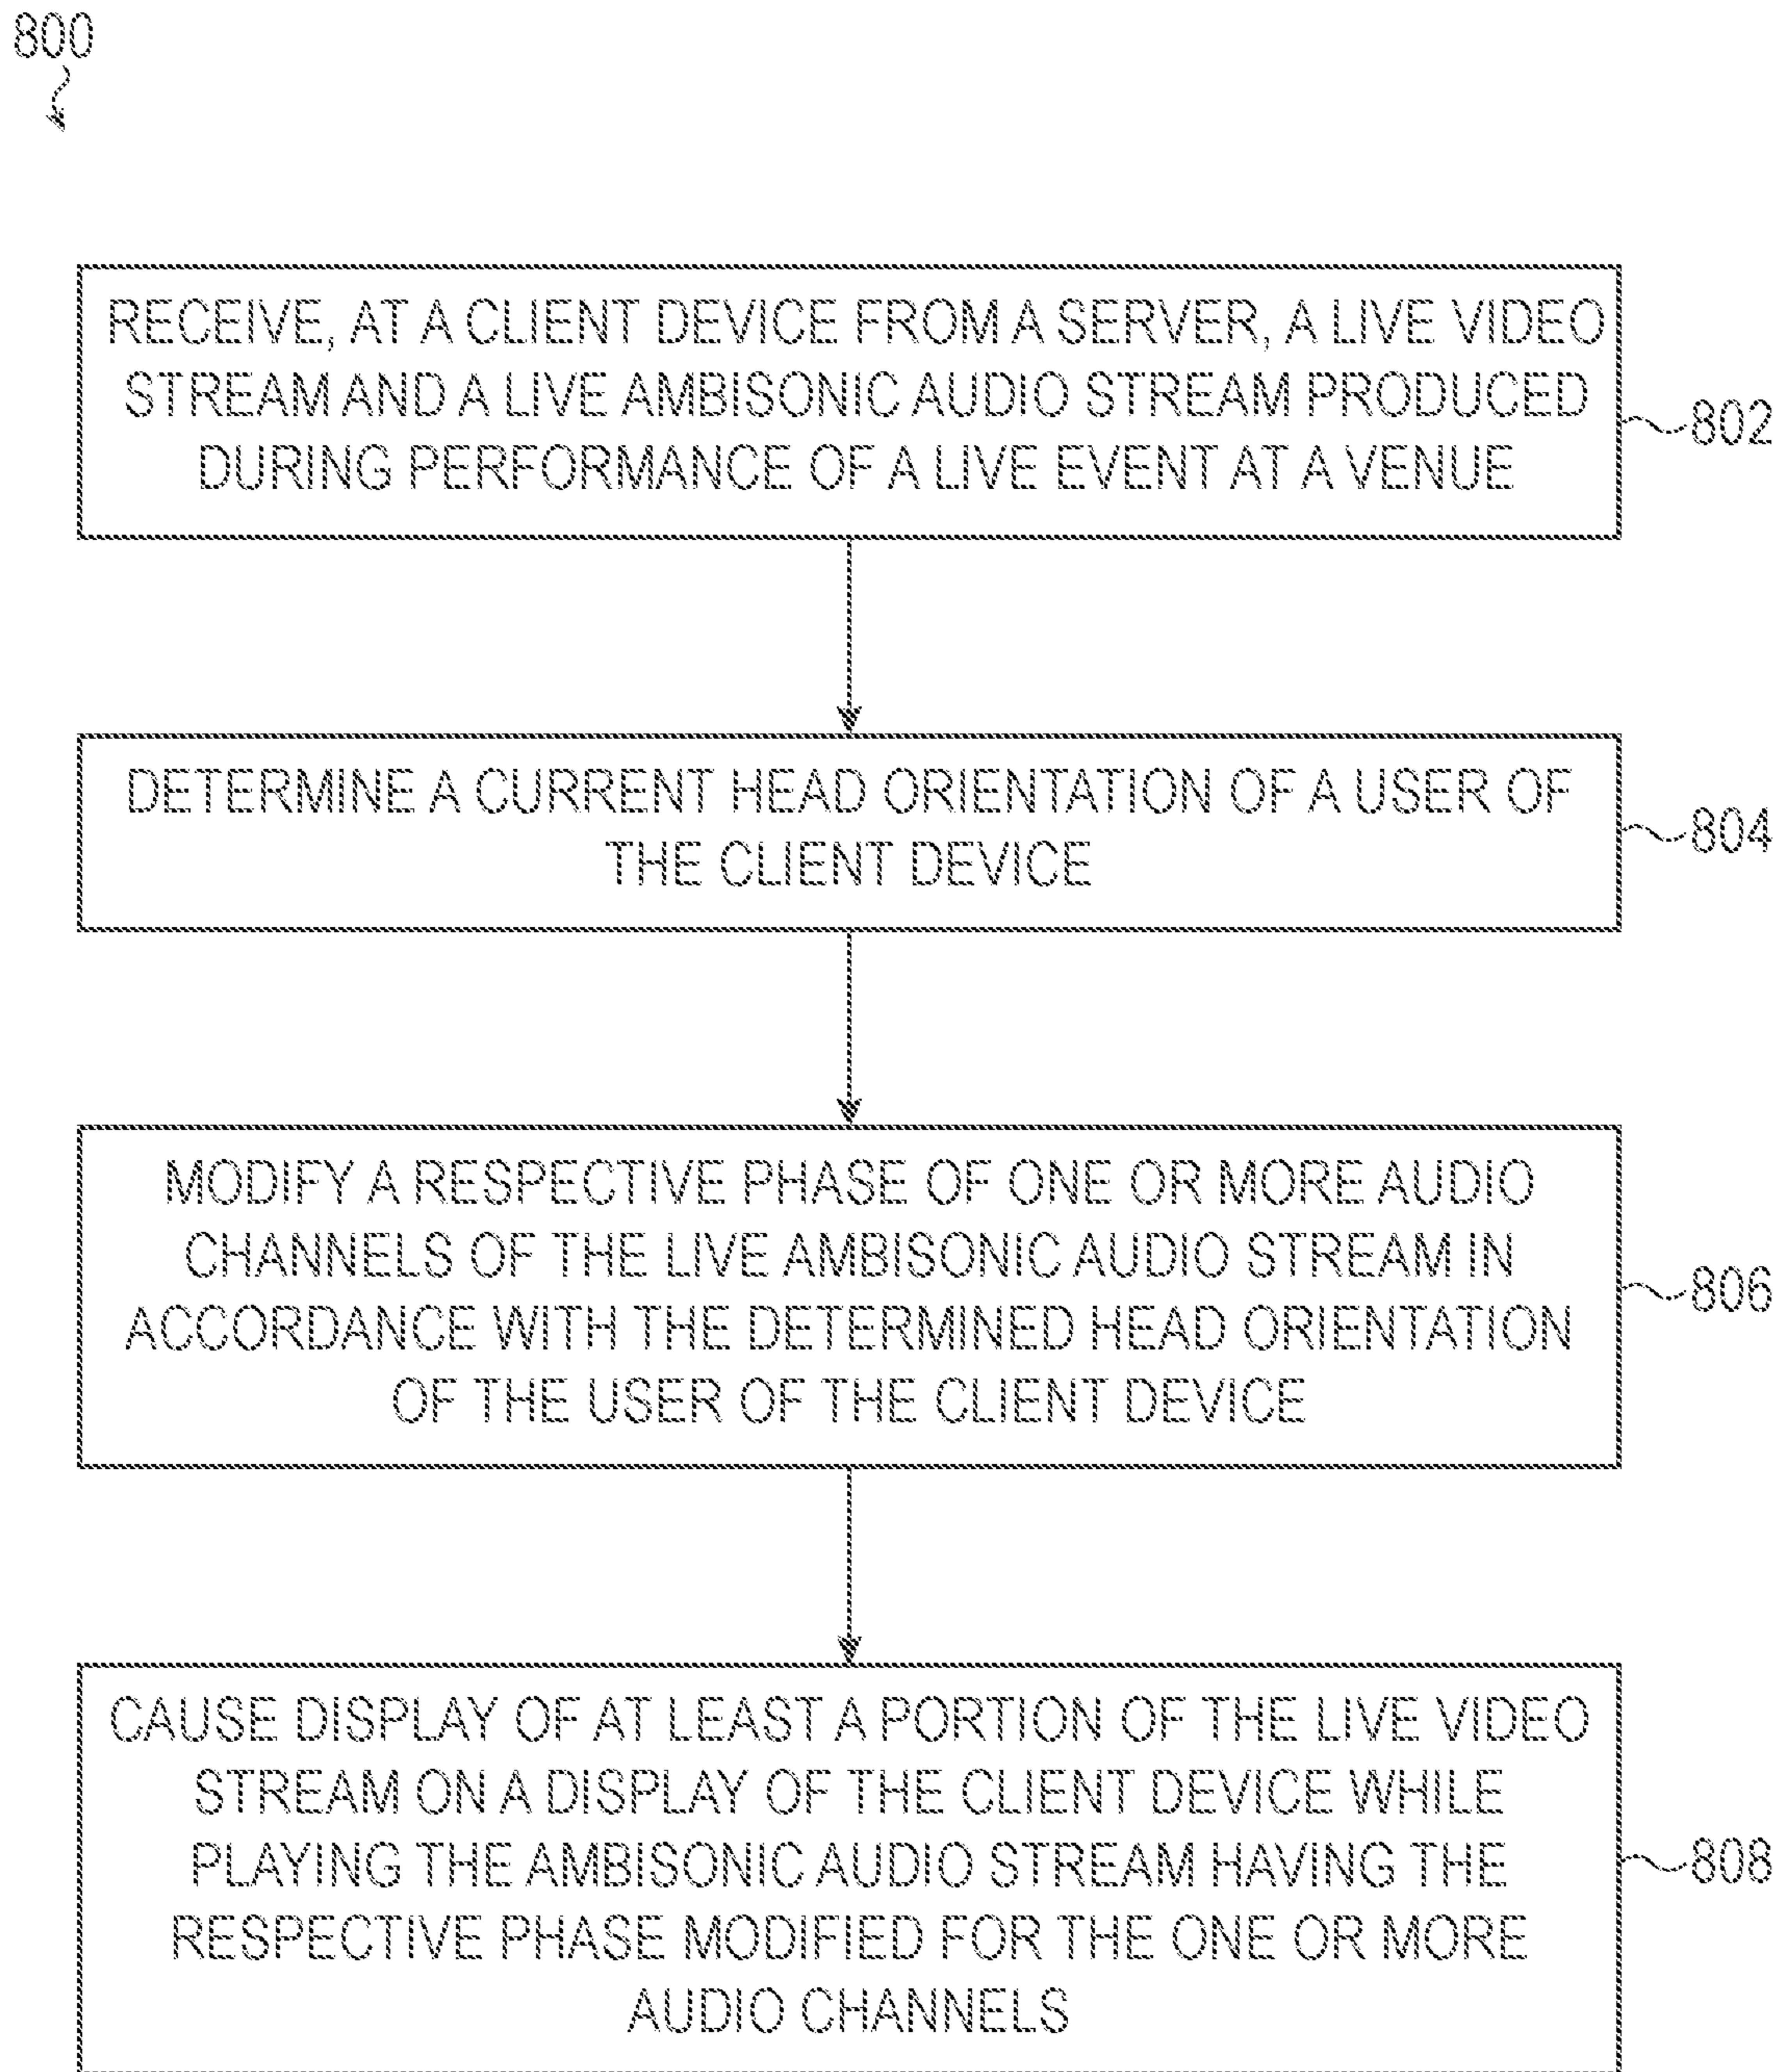 800
RECEIVE, AT A CLIENT DEVICE FROM A SERVER, A LIVE VIDEO
STREAM AND A LIVE AMBISONIC AUDIO STREAM PRODUCED
DURING PERFORMANCE OF A LIVE EVENT AT A VENUE
802
DETERMINE A CURRENT HEAD ORIENTATION OF A USER OF
THE CLIENT DEVICE
804
MODIFY A RESPECTIVE PHASE OF ONE OR MORE AUDIO
CHANNELS OF THE LIVE AMBISONIC AUDIO STREAM IN
ACCORDANCE WITH THE DETERMINED HEAD ORIENTATION
OF THE USER OF THE CLIENT DEVICE
806
CAUSE DISPLAY OF AT LEAST A PORTION OF THE LIVE VIDEO
STREAM ON A DISPLAY OF THE CLIENT DEVICE WHILE
PLAYING THE AMBISONIC AUDIO STREAM HAVING THE
RESPECTIVE PHASE MODIFIED FOR THE ONE OR MORE
AUDIO CHANNELS
808